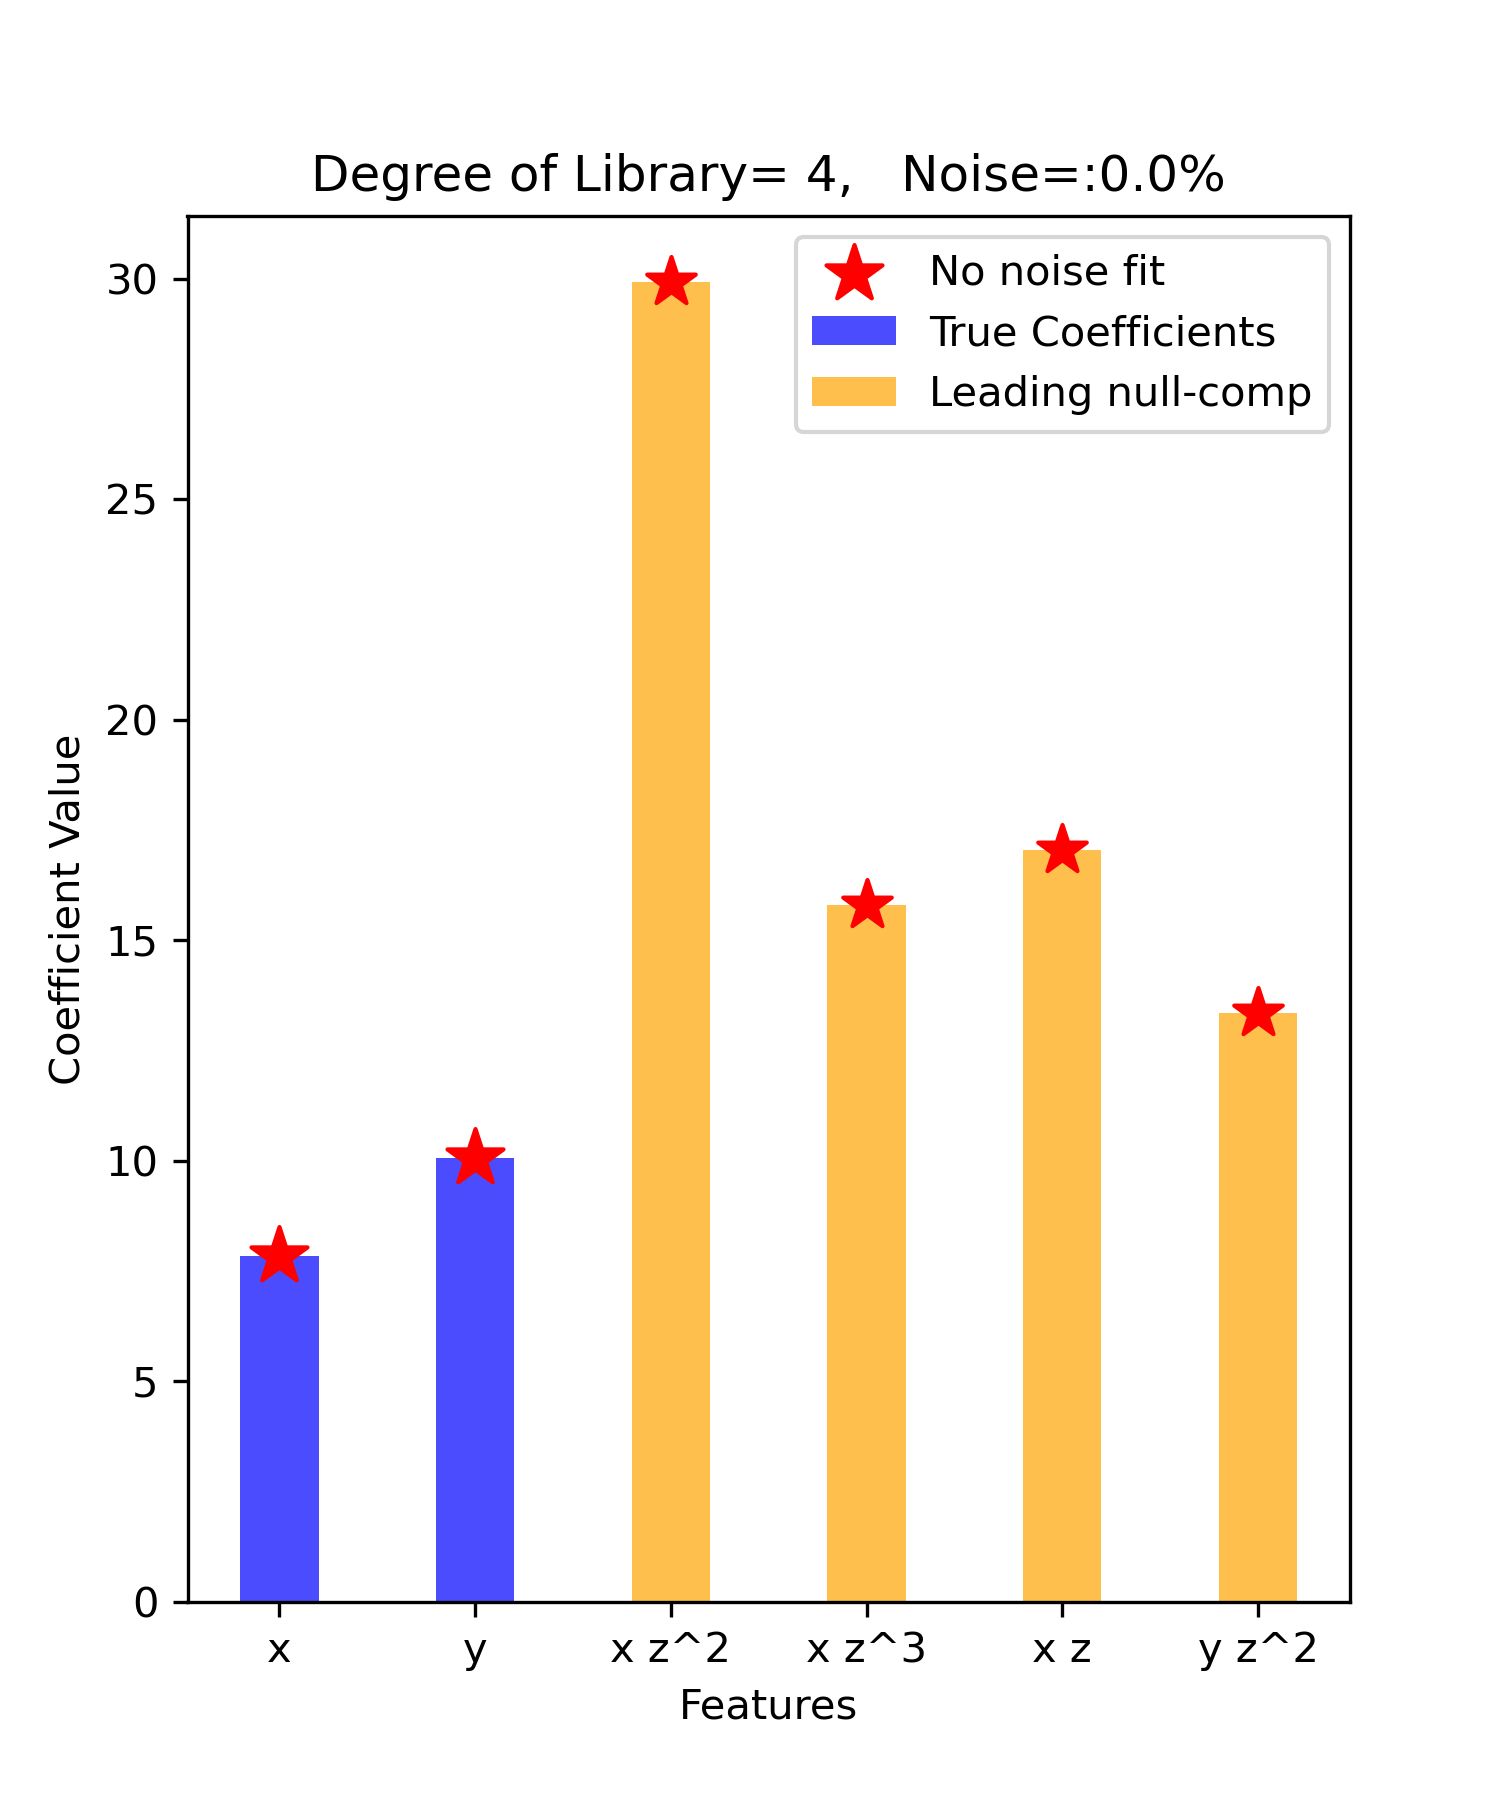 Degree of Library= 4,   Noise=:0.0%
No noise fit
True Coefficients
Leading null-comp
30
25
20
15
10
5
0
Coefficient Value
x y x z^2 x z^3 x z y z^2
Features